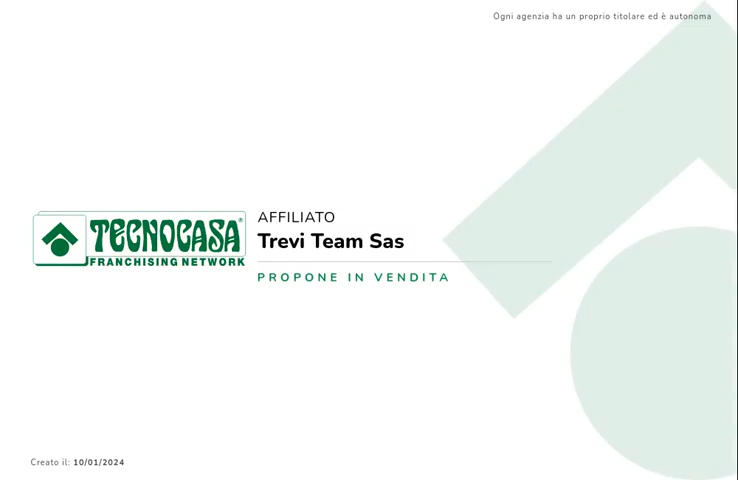 Ogni agenzia ha un proprio titolare ed è autonoma
TECNOCASA®
FRANCHISING NETWORK
AFFILIATO
Trevi Team Sas
PROPONE IN VENDITA
Creato il: 10/01/2024